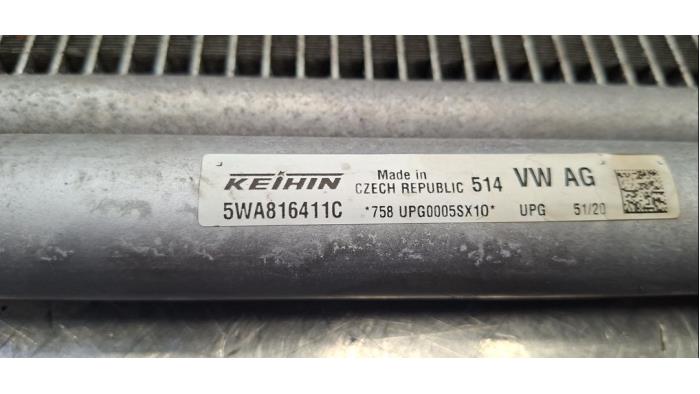 KEIHIN Made in CZECH REPUBLIC 514 VW AG
5WA816411C *758 UPG0005SX10* UPG 51/20